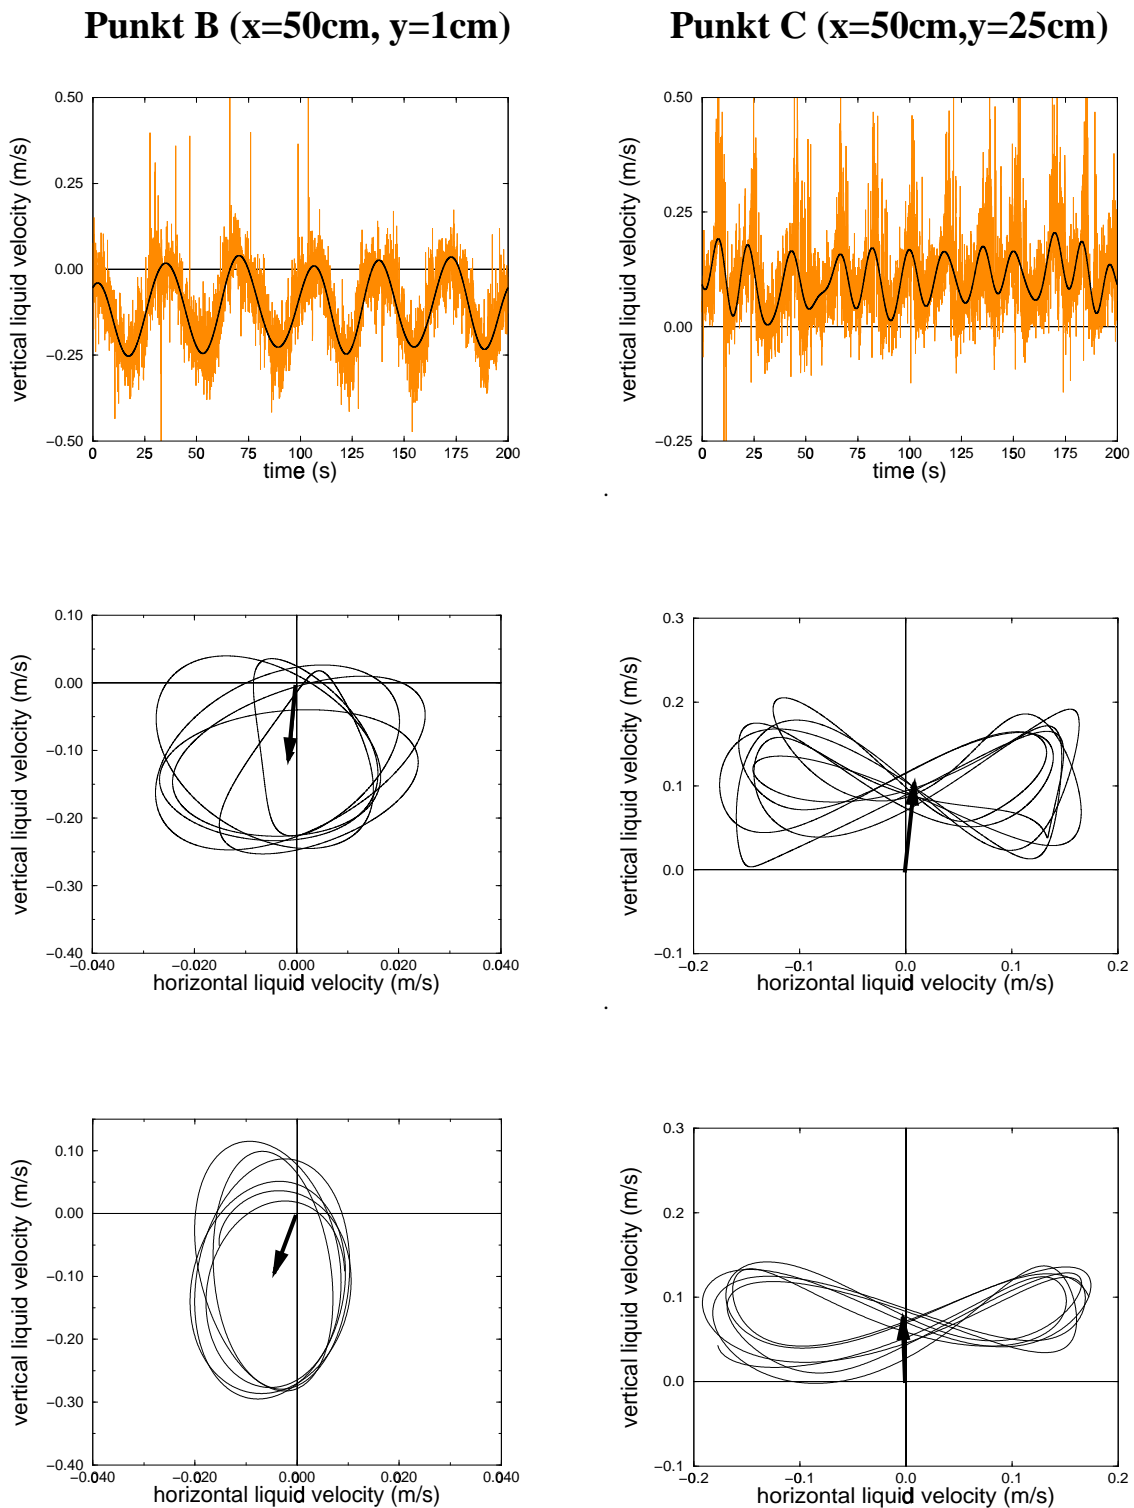 Punkt B (x=50cm, y=1cm)
Punkt C (x=50cm,y=25cm)
vertical liquid velocity (m/s)
0.50
0.25
0.00
−0.25
−0.50
0 25 50 75 100 125 150 175 200
time (s)
vertical liquid velocity (m/s)
0.50
0.25
0.00
−0.25
0 25 50 75 100 125 150 175 200
time (s)
.
vertical liquid velocity (m/s)
0.10
0.00
−0.10
−0.20
−0.30
−0.40
−0.040 −0.020 0.000 0.020 0.040
horizontal liquid velocity (m/s)
vertical liquid velocity (m/s)
0.3
0.2
0.1
0.0
−0.1
−0.2 −0.1 0.0 0.1 0.2
horizontal liquid velocity (m/s)
.
vertical liquid velocity (m/s)
0.10
0.00
−0.10
−0.20
−0.30
−0.40
−0.040 −0.020 0.000 0.020 0.040
horizontal liquid velocity (m/s)
vertical liquid velocity (m/s)
0.3
0.2
0.1
0.0
−0.1
−0.2 −0.1 0.0 0.1 0.2
horizontal liquid velocity (m/s)